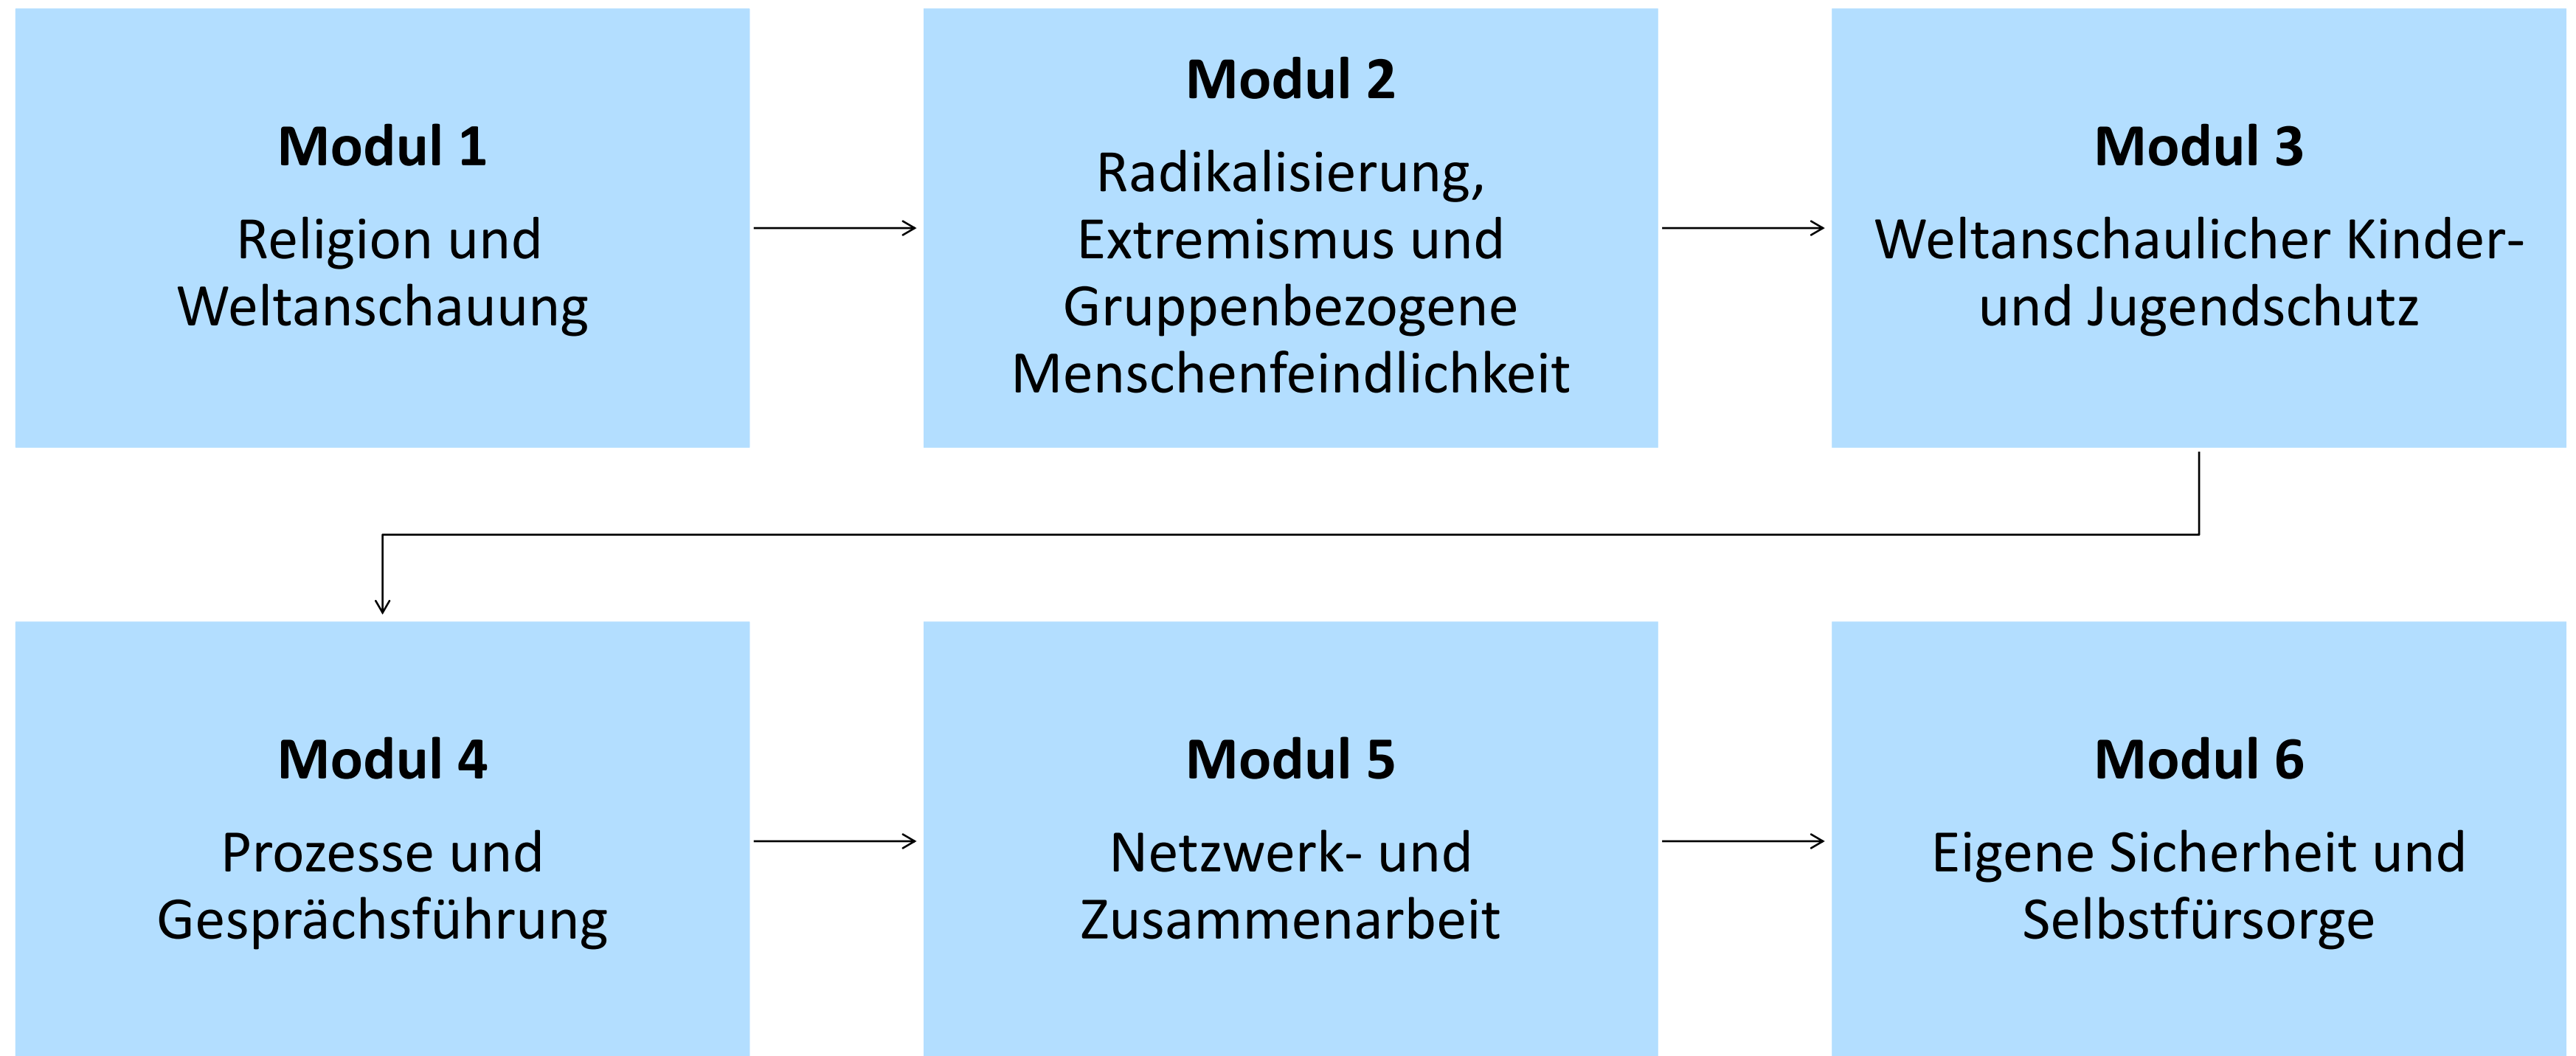 Modul 1
Religion und
Weltanschauung
Modul 2
Radikalisierung,
Extremismus und
Gruppenbezogene
Menschenfeindlichkeit
Modul 3
Weltanschaulicher Kinder-
und Jugendschutz
Modul 4
Prozesse und
Gesprächsführung
Modul 5
Netzwerk- und
Zusammenarbeit
Modul 6
Eigene Sicherheit und
Selbstfürsorge